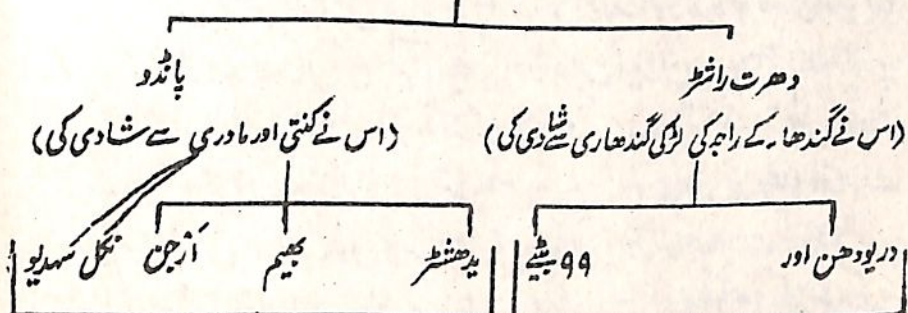 دھرت راشٹر
پانڈو
(اس نے گندھا۔ کے راجہ کی لڑکی گندھاری سے شادی کی)
(اس نے کنتی اور مادری سے شادی کی)
دریودھن اور
۹۹ بیٹے
یدھشٹر
بھیم
ارجن
نکل سہدیو